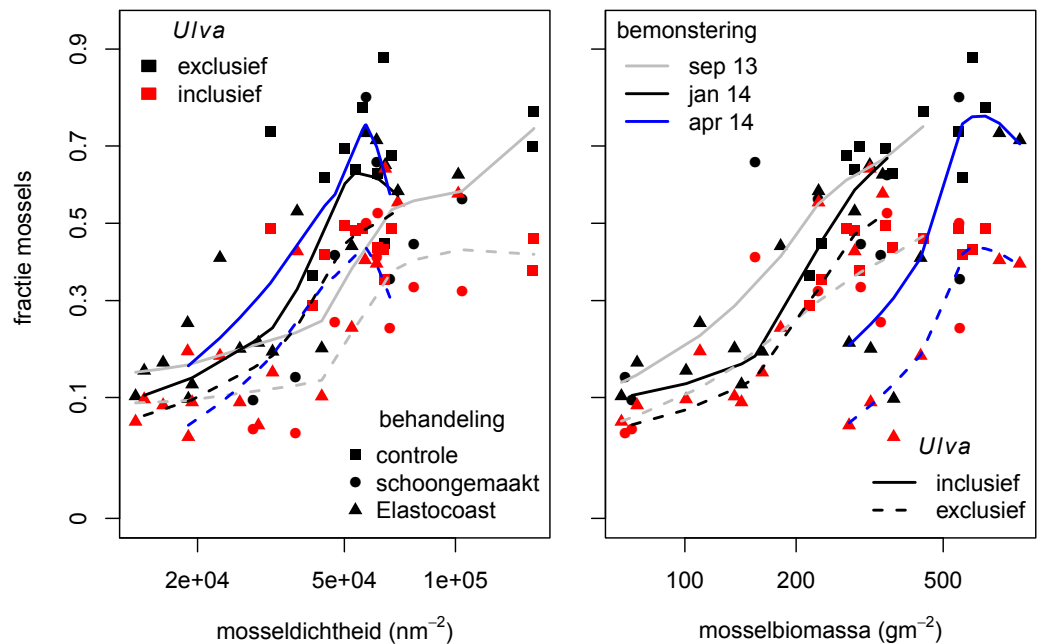 fractie mossels
0.9
0.7
0.5
0.3
0.1
0
Ulva
exclusief
inclusief
behandeling
controle
schoongemaakt
Elastocoast
2e+04
5e+04
1e+05
mosseldichtheid (nm⁻²)
bemonstering
sep 13
jan 14
apr 14
Ulva
inclusief
exclusief
100
200
500
mosselbiomassa (gm⁻²)